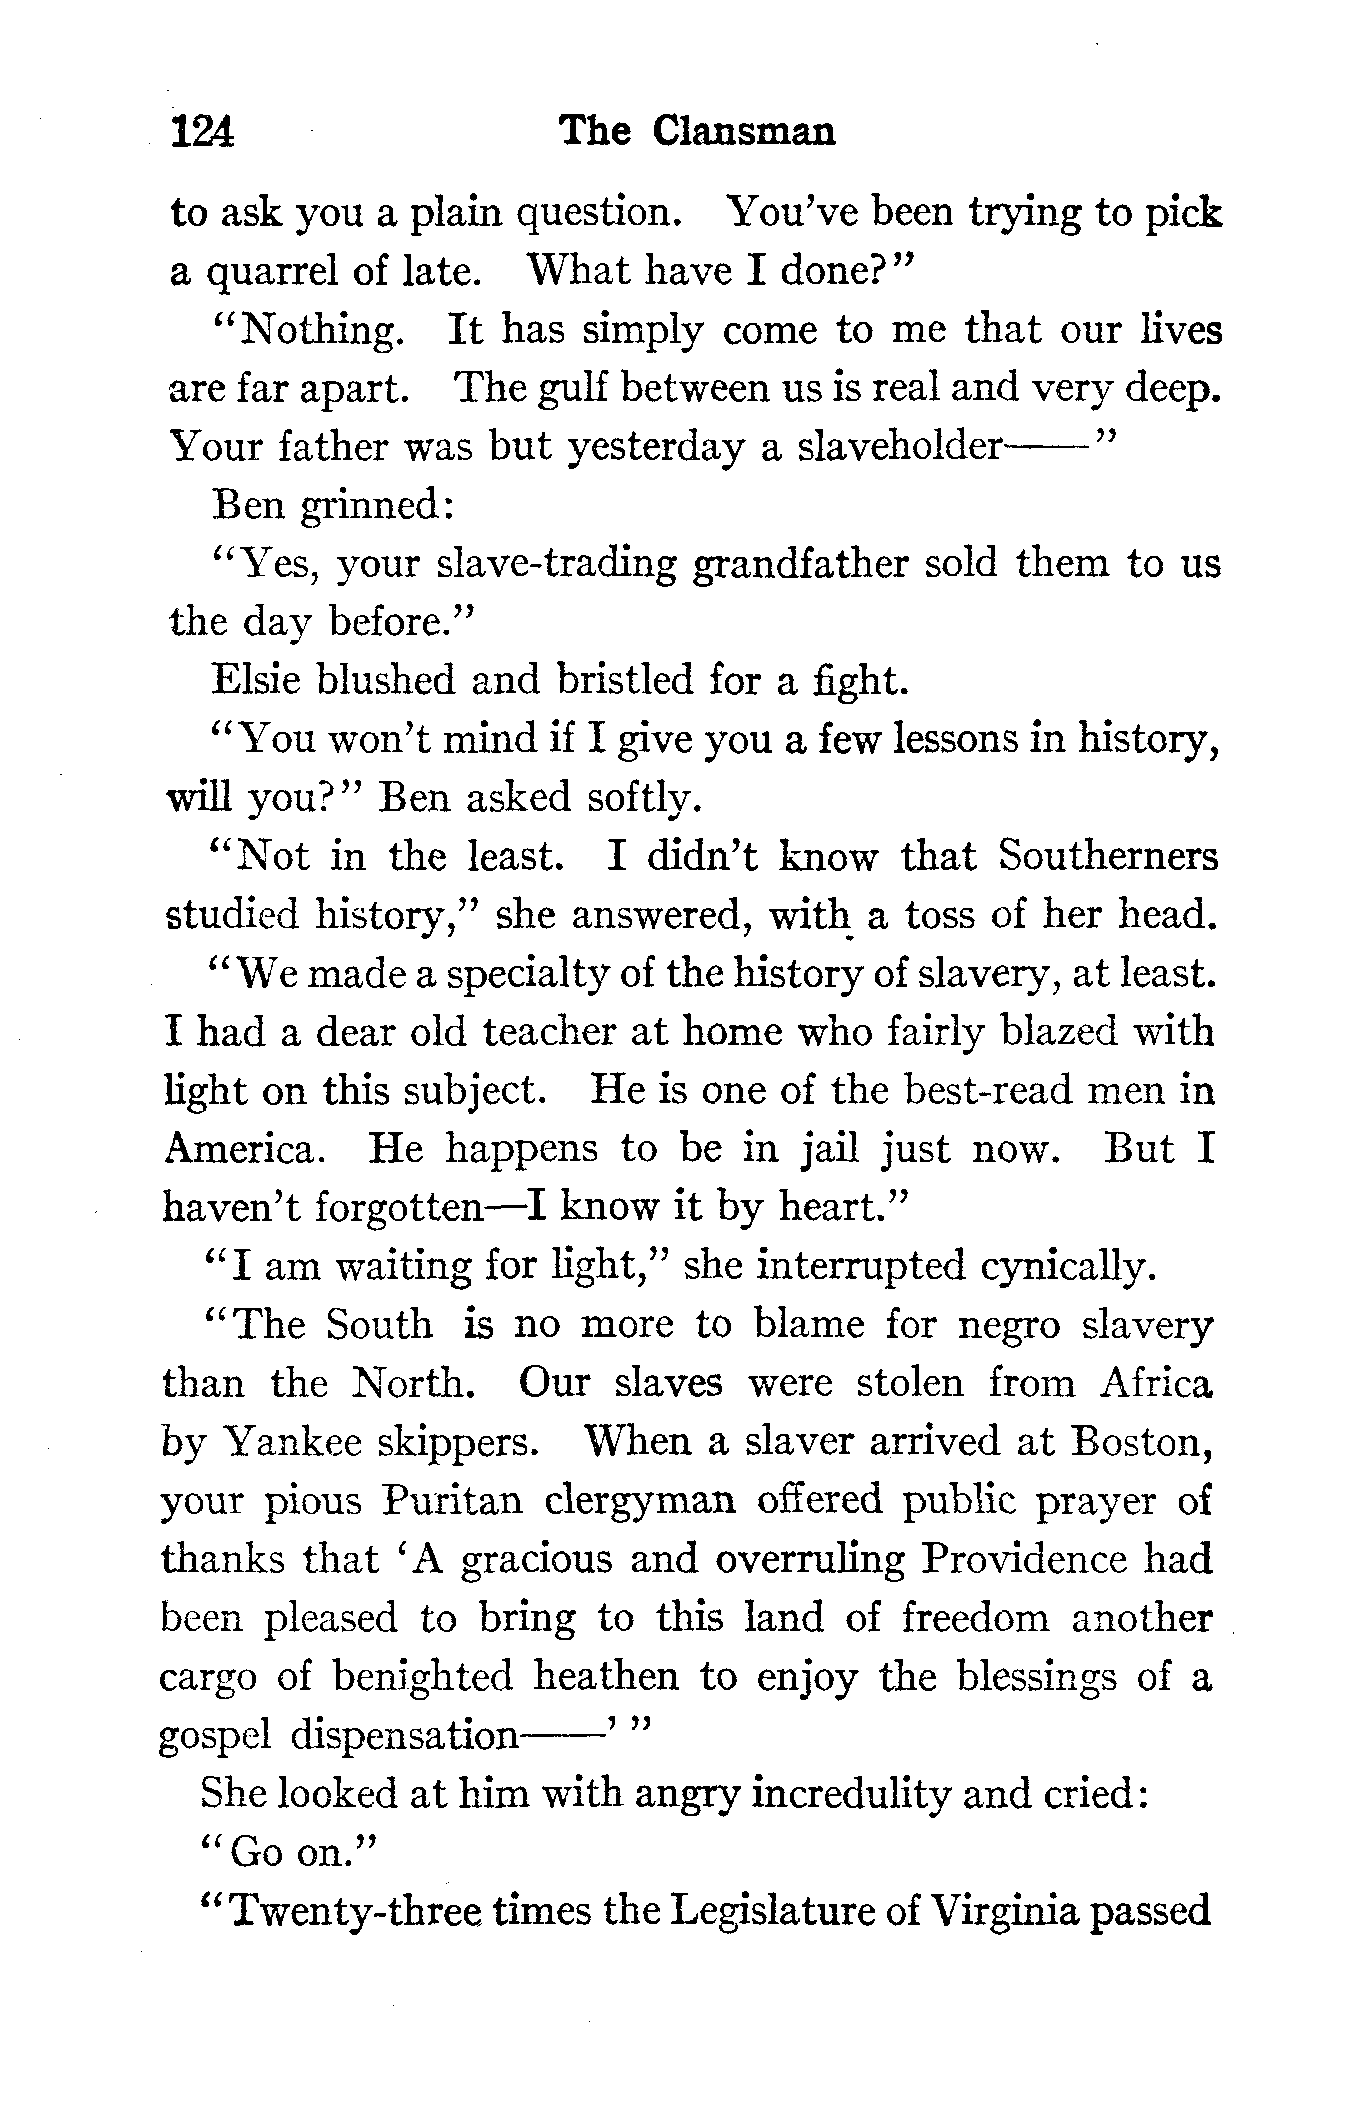 124 The Clansman
to ask you a plain question. You've been trying to pick
a quarrel of late. What have I done?"
"Nothing. It has simply come to me that our lives
are far apart. The gulf between us is real and very deep.
Your father was but yesterday a slaveholder——"
Ben grinned:
"Yes, your slave-trading grandfather sold them to us
the day before."
Elsie blushed and bristled for a fight.
"You won't mind if I give you a few lessons in history,
will you?" Ben asked softly.
"Not in the least. I didn't know that Southerners
studied history," she answered, with a toss of her head.
"We made a specialty of the history of slavery, at least.
I had a dear old teacher at home who fairly blazed with
light on this subject. He is one of the best-read men in
America. He happens to be in jail just now. But I
haven't forgotten—I know it by heart."
"I am waiting for light," she interrupted cynically.
"The South is no more to blame for negro slavery
than the North. Our slaves were stolen from Africa
by Yankee skippers. When a slaver arrived at Boston,
your pious Puritan clergyman offered public prayer of
thanks that 'A gracious and overruling Providence had
been pleased to bring to this land of freedom another
cargo of benighted heathen to enjoy the blessings of a
gospel dispensation——' "
She looked at him with angry incredulity and cried:
"Go on."
"Twenty-three times the Legislature of Virginia passed